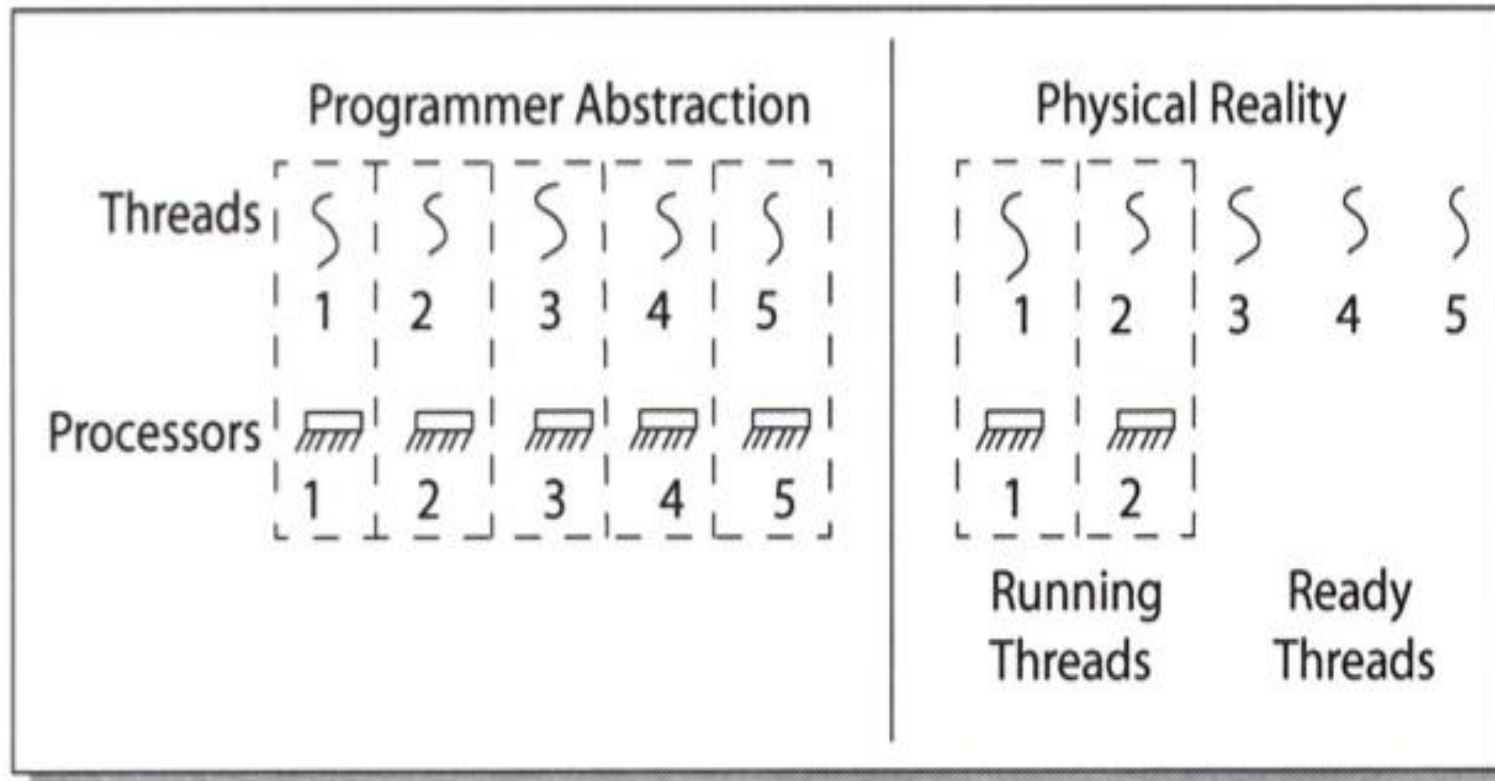 Programmer Abstraction
Threads
1 2 3 4 5
Processors
1 2 3 4 5
Physical Reality
1 2 3 4 5
1 2
Running
Threads
Ready
Threads